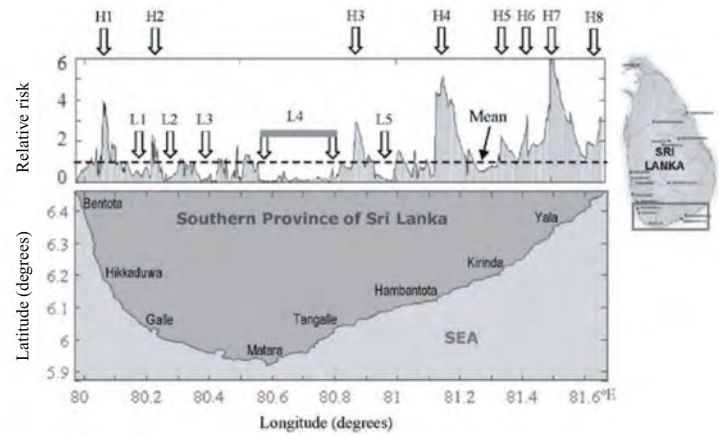 H1 H2 H3 H4 H5 H6 H7 H8
Relative risk
6
4
2
0
L1 L2 L3 L4 L5
Mean
Latitude (degrees)
6.4
6.3
6.2
6.1
6
5.9
Southern Province of Sri Lanka
Bentota
Hikkaduwa
Galle
Matara
Tangalle
Hambantota
Kirinda
Yala
SEA
80 80.2 80.4 80.6 80.8 81 81.2 81.4 81.6°E
Longitude (degrees)
SRI
LANKA